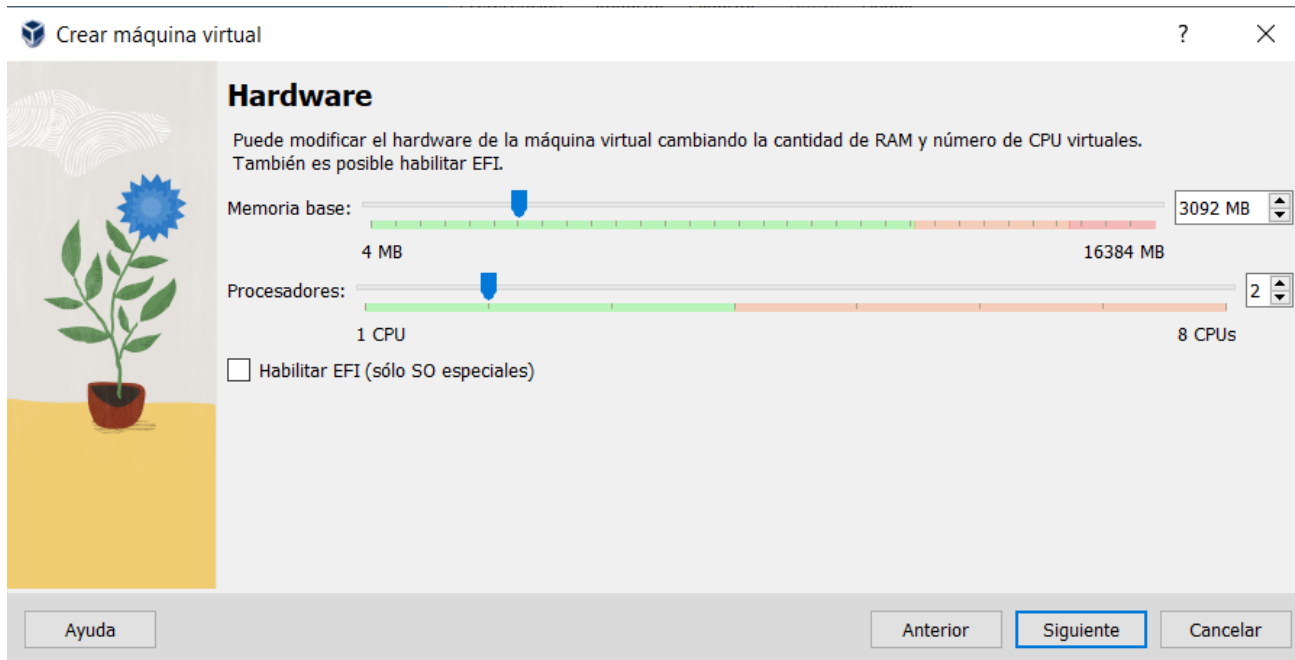 Crear máquina virtual
?
Hardware
Puede modificar el hardware de la máquina virtual cambiando la cantidad de RAM y número de CPU virtuales.
También es posible habilitar EFI.
Memoria base:
3092 MB
4 MB
16384 MB
Procesadores:
2
1 CPU
8 CPUs
Habilitar EFI (sólo SO especiales)
Ayuda
Anterior
Siguiente
Cancelar